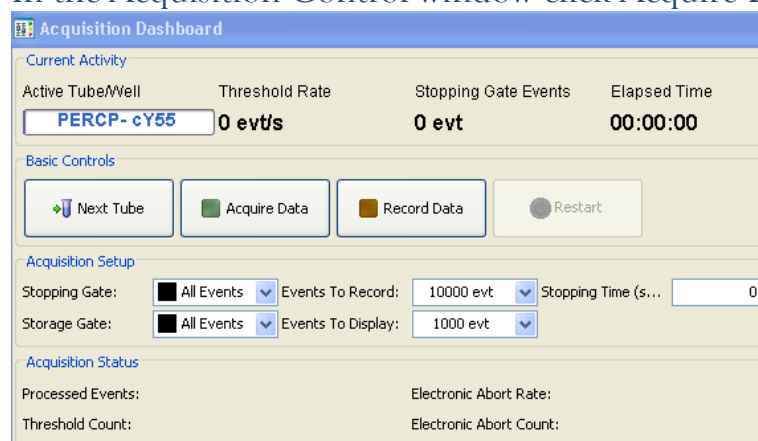 In the Acquisition Control window click Acquire
Acquisition Dashboard
Current Activity
Active Tube/Well Threshold Rate Stopping Gate Events Elapsed Time
PERCP- cY55 0 evt/s 0 evt 00:00:00
Basic Controls
Next Tube Acquire Data Record Data Restart
Acquisition Setup
Stopping Gate: All Events Events To Record: 10000 evt Stopping Time (s... 0
Storage Gate: All Events Events To Display: 1000 evt
Acquisition Status
Processed Events: Electronic Abort Rate:
Threshold Count: Electronic Abort Count: